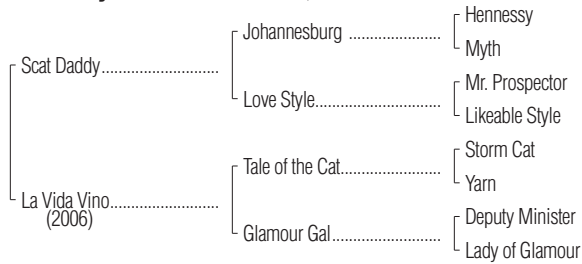 Hennessy
Johannesburg ....................
Myth
Scat Daddy..........................
Mr. Prospector
Love Style...........................
Likeable Style
Storm Cat
Tale of the Cat.....................
Yarn
La Vida Vino........................
(2006)
Deputy Minister
Glamour Gal........................
Lady of Glamour